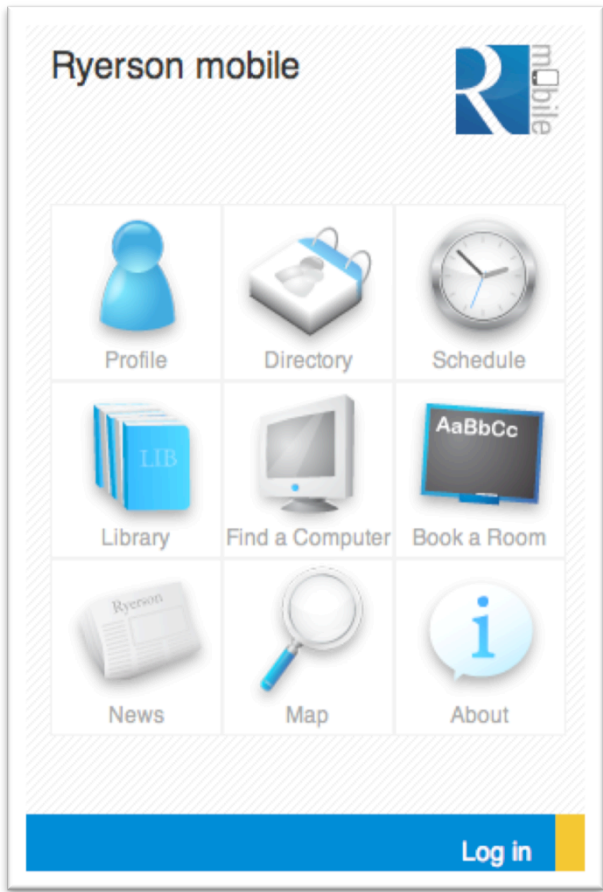 Ryerson mobile
R mobile
Profile
Directory
Schedule
LIB
AaBbCc
Library
Find a Computer
Book a Room
Ryerson
i
News
Map
About
Log in